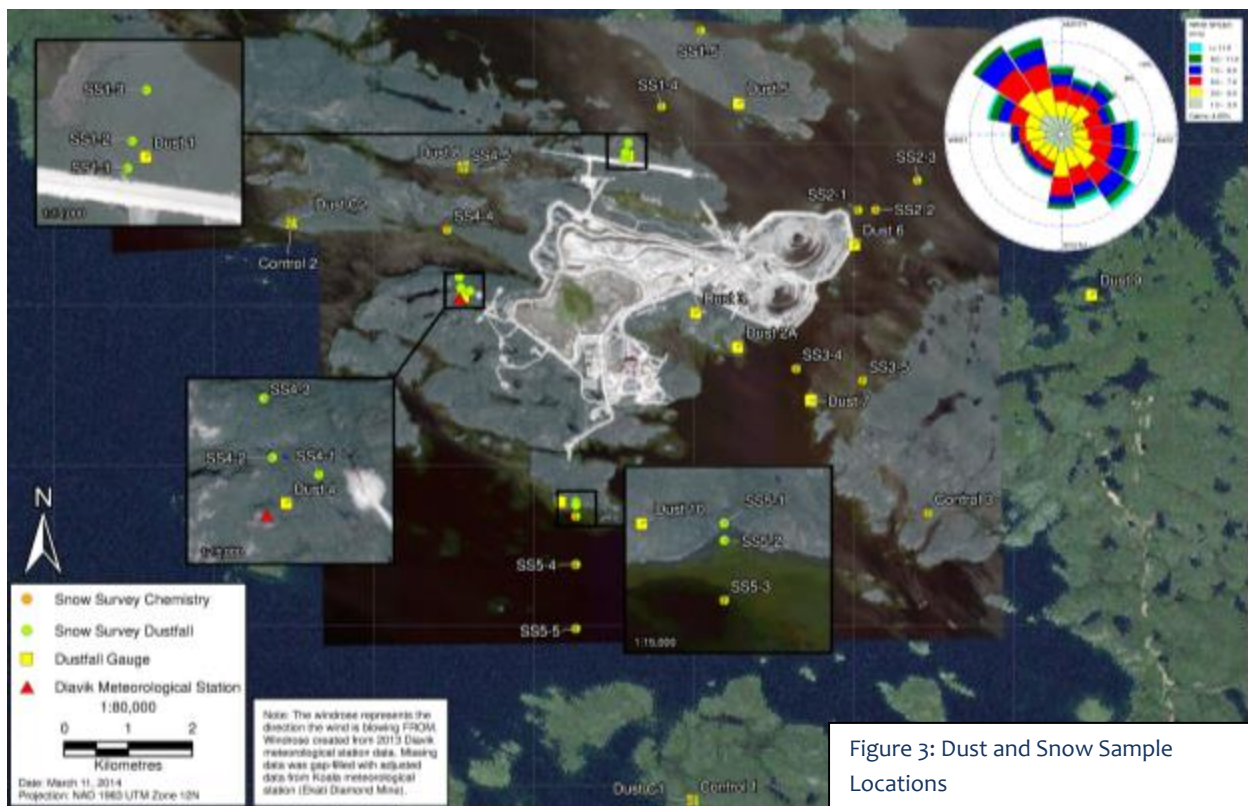 SS1-5
SS1-4
Dust 5
SS1-3
SS1-2
Dust 1
SS1-1
SS4-5
SS2-3
SS2-1
SS2-2
Dust C2
SS4-4
Dust 6
Control 2
Dust 9
Dust 3
Dust 2A
SS3-4
SS3-5
Dust 7
SS4-3
SS4-2
SS4-1
Dust 4
Control 3
Dust 10
SS5-1
SS5-2
SS5-3
1:15,000
SS5-4
SS5-5
N
Snow Survey Chemistry
Snow Survey Dustfall
Dustfall Gauge
Diavik Meteorological Station
1:80,000
0 1 2
Kilometres
Date: March 11, 2014
Projection: NAD 1983 UTM Zone 12N
Note: The windrose represents the
direction the wind is blowing FROM.
Windrose created from 2013 Diavik
meteorological station data. Missing
data was gap-filled with adjusted
data from Koala meteorological
station (Ekati Diamond Mine).
Dust C1
Control 1
Figure 3: Dust and Snow Sample
Locations